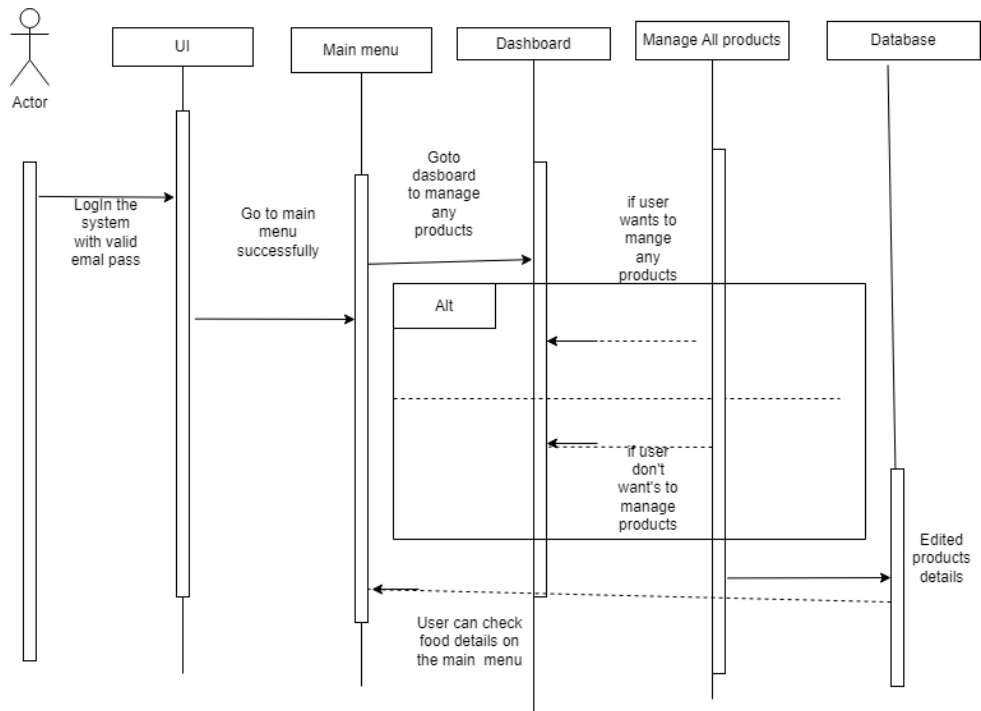 UI
Main menu
Dashboard
Manage All products
Database
Actor
LogIn the
system
with valid
emal pass
Go to main
menu
successfully
Goto
dasboard
to manage
any
products
if user
wants to
mange
any
products
Alt
if user
don't
want's to
manage
products
Edited
products
details
User can check
food details on
the main menu